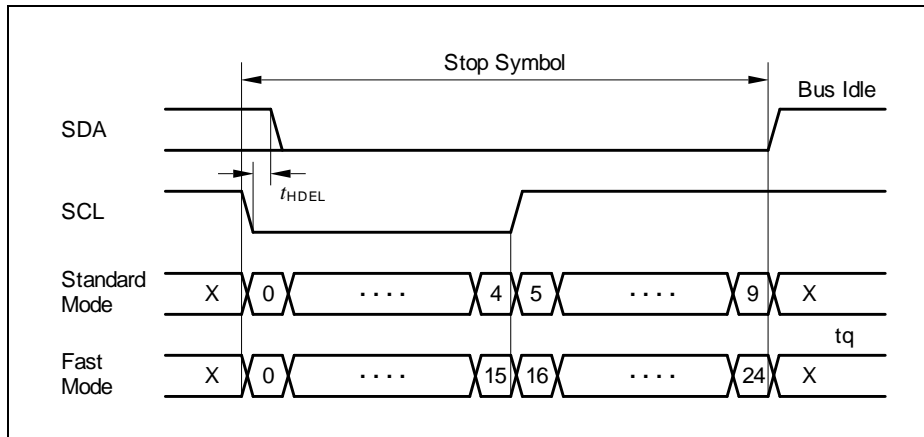 Stop Symbol
Bus Idle
SDA
tHDEL
SCL
Standard Mode
X 0 · · · · 4 5 · · · · 9 X
tq
Fast Mode
X 0 · · · · 15 16 · · · · 24 X